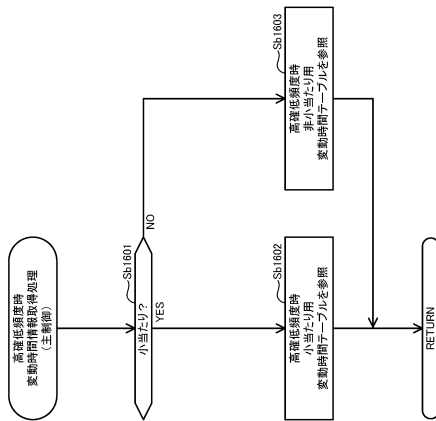 高確低頻度時
変動時間情報取得処理
(主制御)
Sb1601
小当たり?
NO
YES
Sb1602
高確低頻度時
小当たり用
変動時間テーブルを参照
Sb1603
高確低頻度時
非小当たり用
変動時間テーブルを参照
RETURN